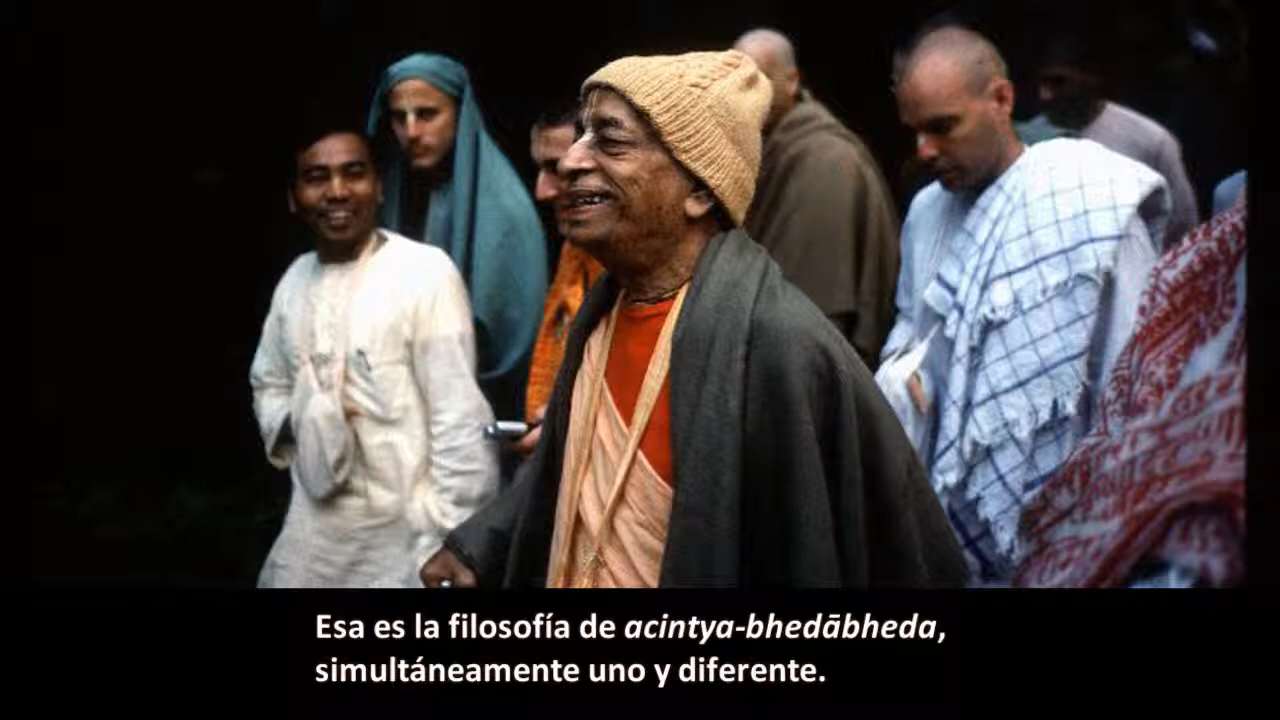 Esa es la filosofía de acintya-bhedābheda,
simultáneamente uno y diferente.